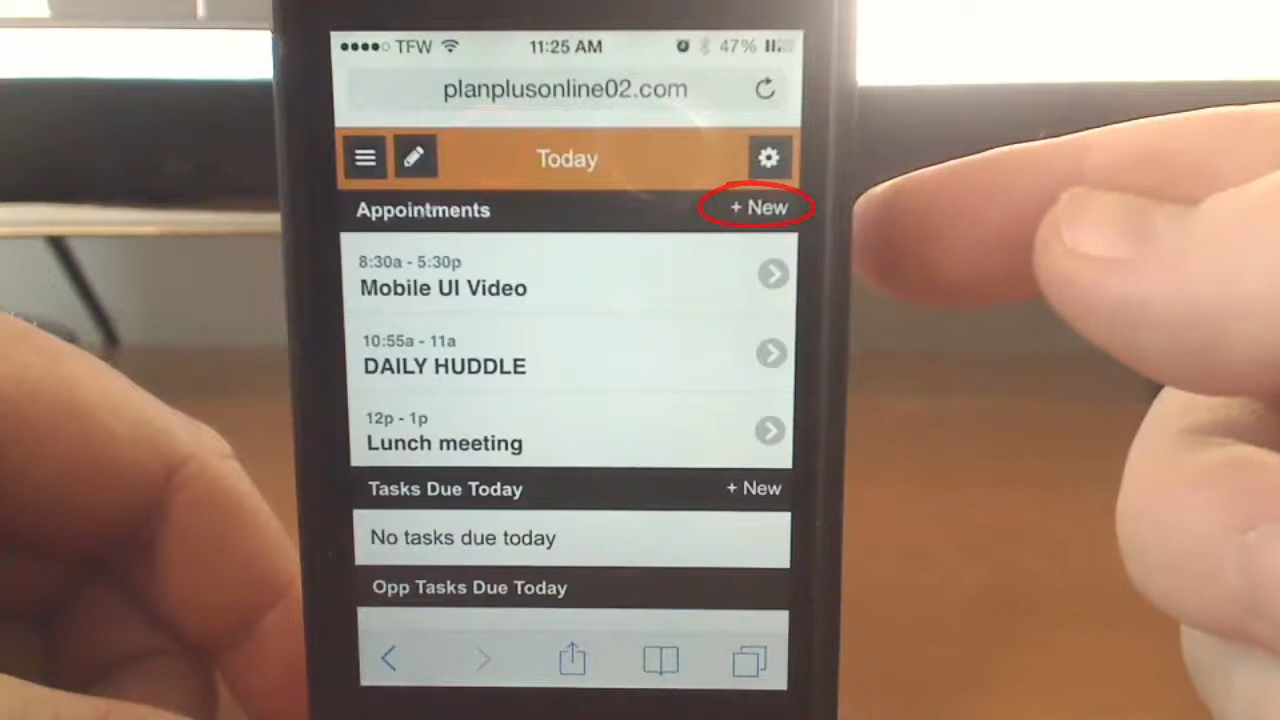 TFW 11:25 AM 47%
planplusonline02.com
Today
Appointments + New
8:30a - 5:30p
Mobile UI Video
10:55a - 11a
DAILY HUDDLE
12p - 1p
Lunch meeting
Tasks Due Today + New
No tasks due today
Opp Tasks Due Today